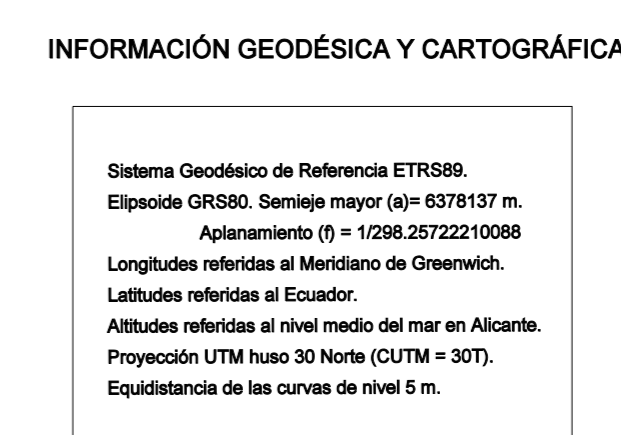 INFORMACIÓN GEODÉSICA Y CARTOGRÁFICA
Sistema Geodésico de Referencia ETRS89.
Elipsoide GRS80. Semieje mayor (a)= 6378137 m.
Aplanamiento (f) = 1/298.25722210088
Longitudes referidas al Meridiano de Greenwich.
Latitudes referidas al Ecuador.
Altitudes referidas al nivel medio del mar en Alicante.
Proyección UTM huso 30 Norte (CUTM = 30T).
Equidistancia de las curvas de nivel 5 m.